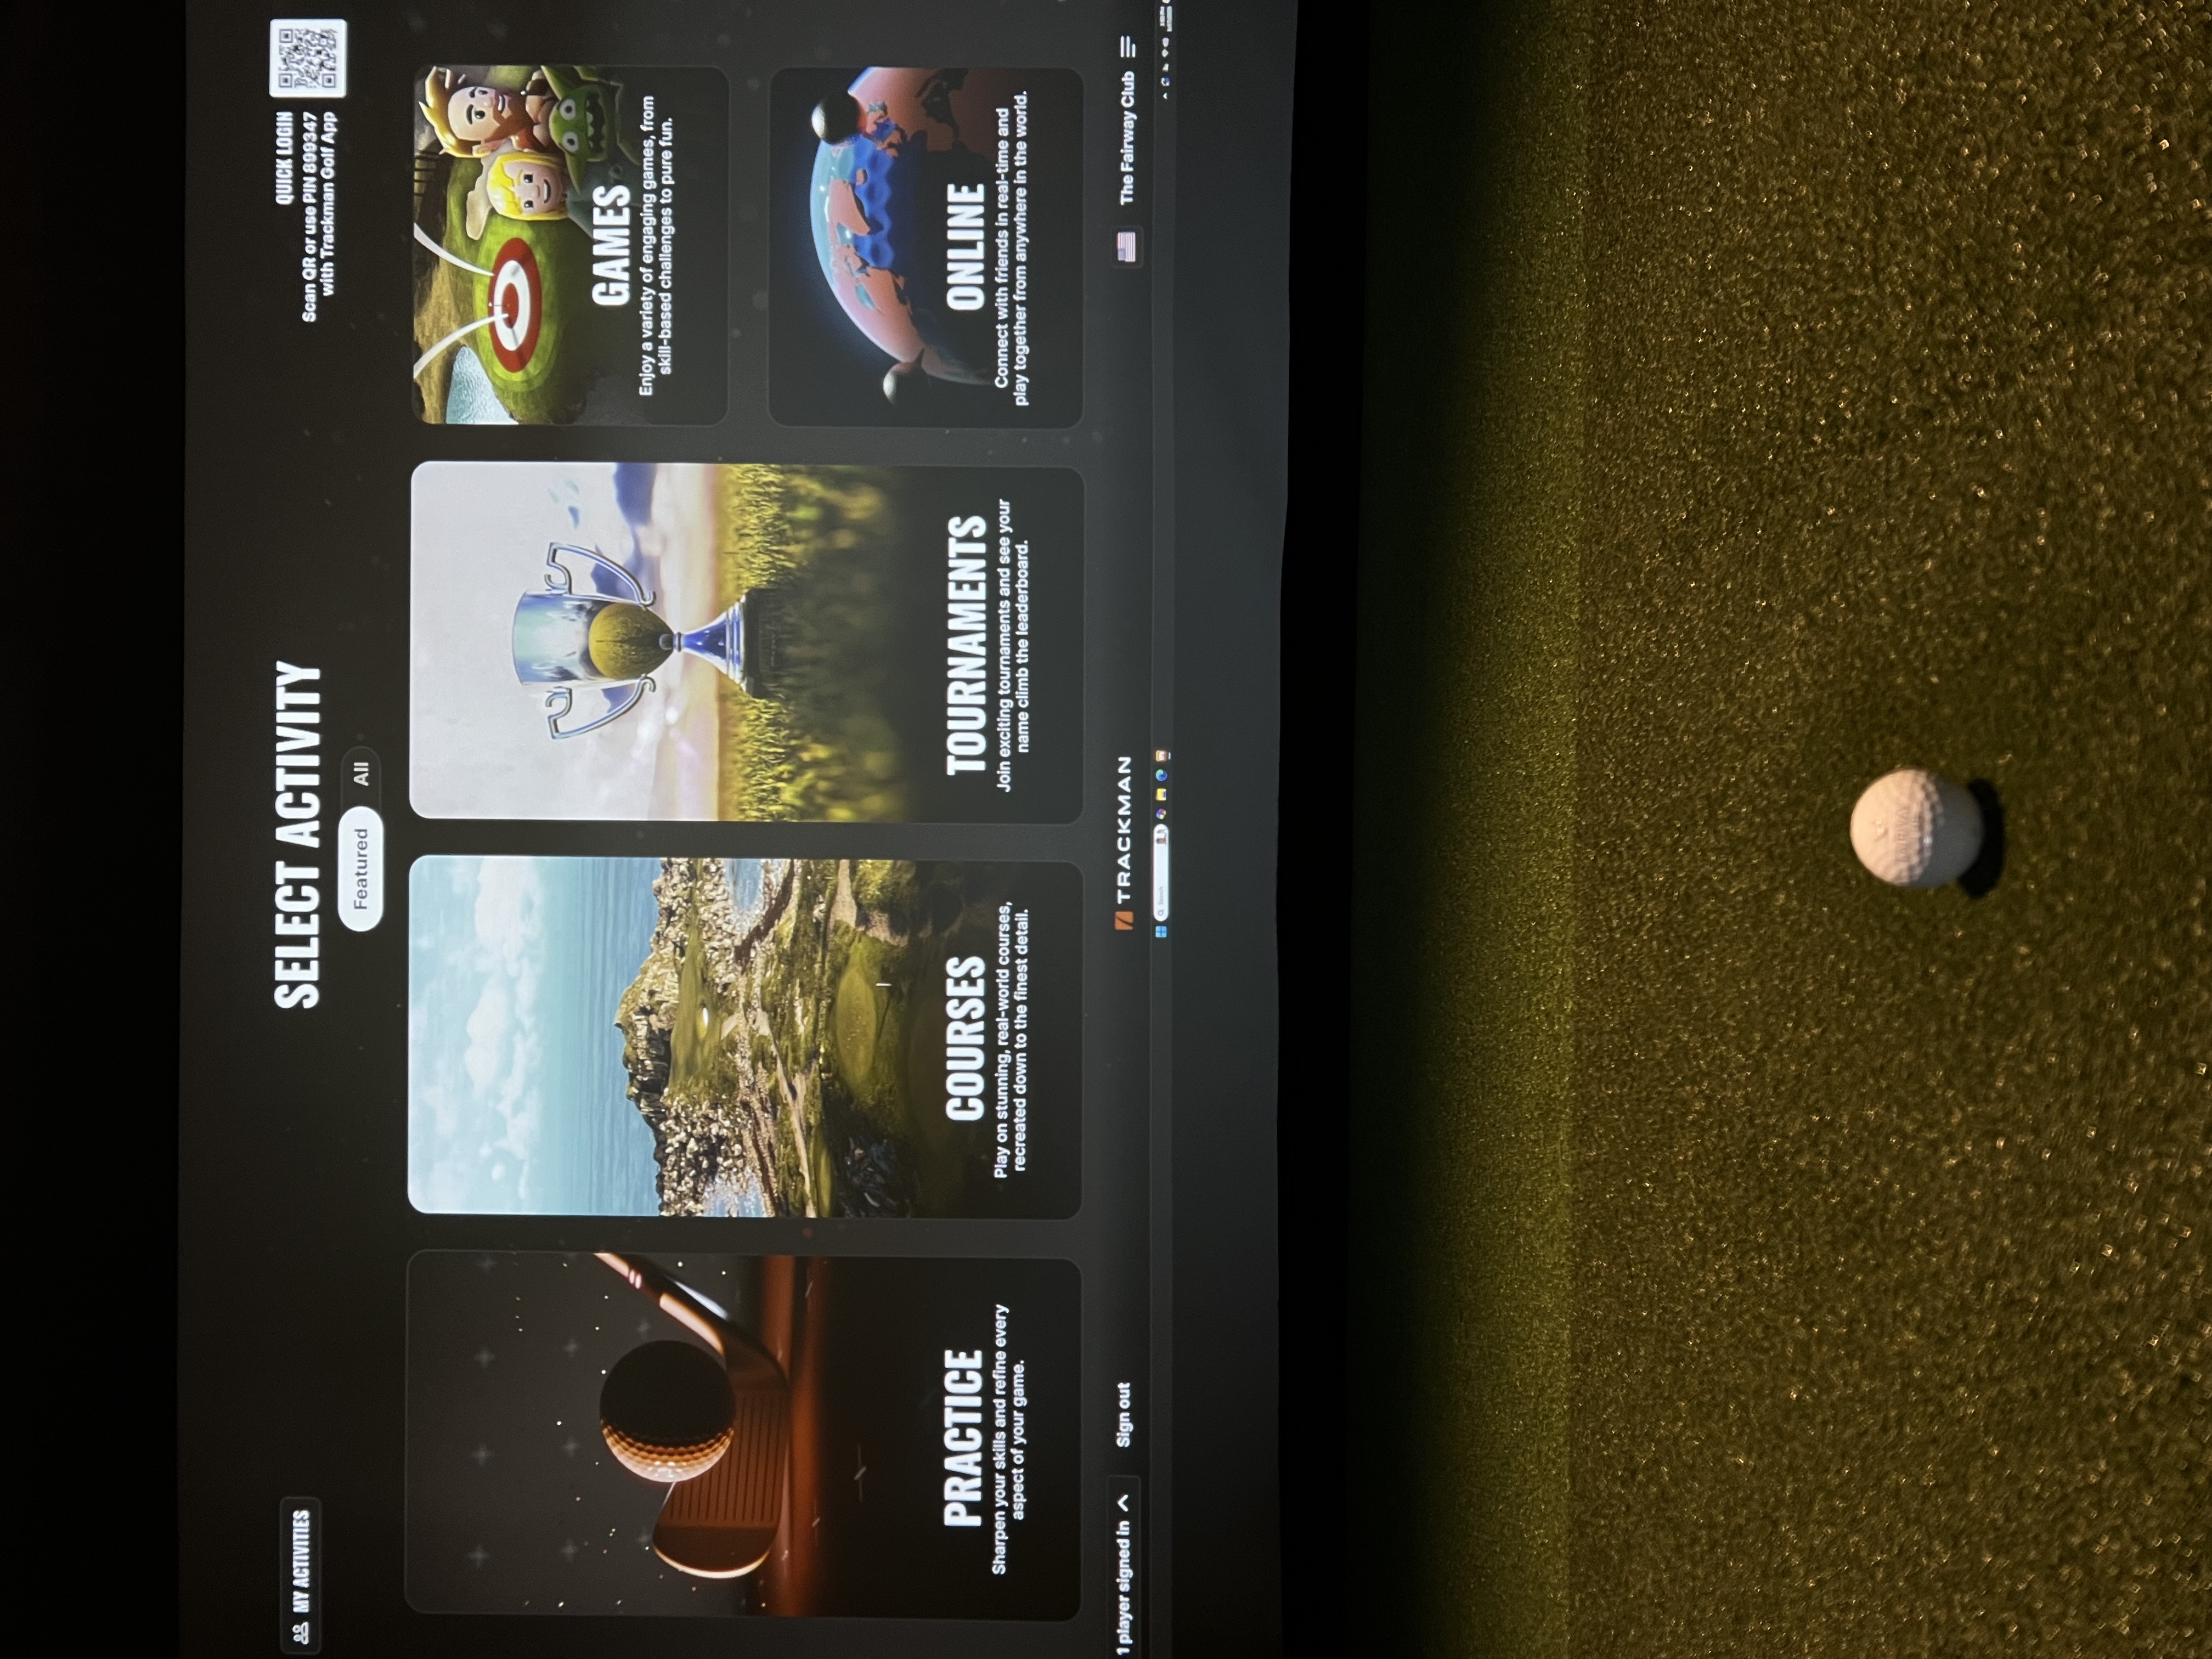 MY ACTIVITIES
SELECT ACTIVITY
Featured
All
QUICK LOGIN
Scan QR or use PIN 899347
with Trackman Golf App
PRACTICE
Sharpen your skills and refine every
aspect of your game.
COURSES
Play on stunning, real-world courses,
recreated down to the finest detail.
TOURNAMENTS
Join exciting tournaments and see your
name climb the leaderboard.
GAMES
Enjoy a variety of engaging games, from
skill-based challenges to pure fun.
ONLINE
Connect with friends in real-time and
play together from anywhere in the world.
1 player signed in
Sign out
TRACKMAN
The Fairway Club
Search